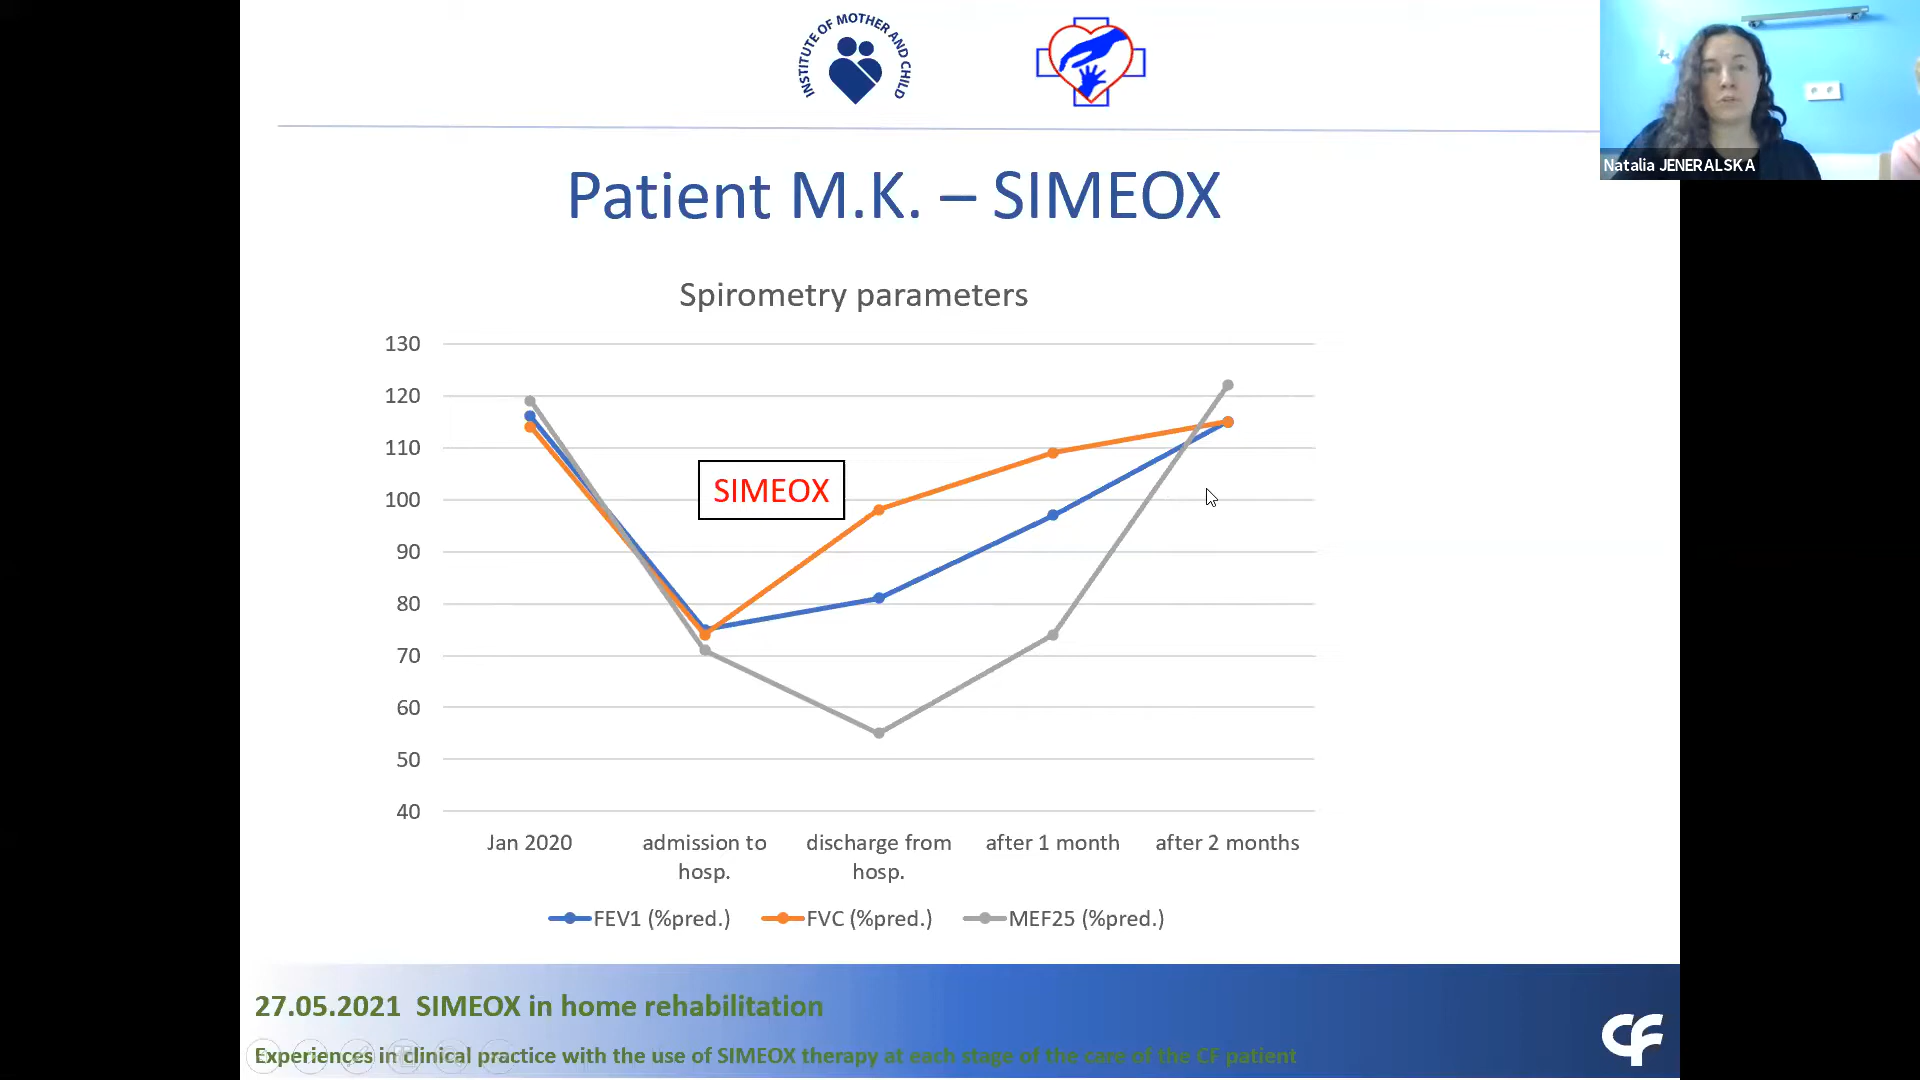 INSTITUTE OF MOTHER AND CHILD
Natalia JENERALSKA
Patient M.K. – SIMEOX
Spirometry parameters
130
120
110
100
90
80
70
60
50
40
SIMEOX
Jan 2020
admission to
hosp.
discharge from
hosp.
after 1 month
after 2 months
FEV1 (%pred.)
FVC (%pred.)
MEF25 (%pred.)
27.05.2021 SIMEOX in home rehabilitation
Experiences in clinical practice with the use of SIMEOX therapy at each stage of the care of the CF patient
CF